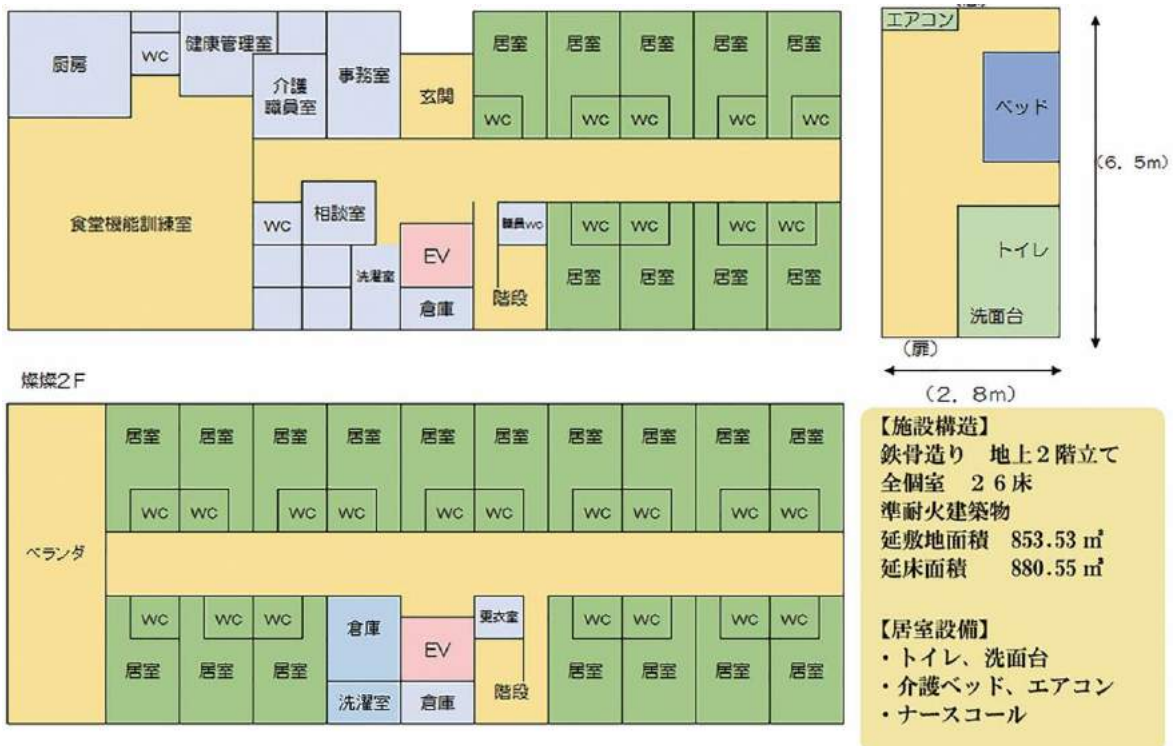 厨房
WC
健康管理室
介護
職員室
事務室
玄関
居室 居室 居室 居室 居室
WC WC WC WC WC
食堂機能訓練室
WC
相談室
洗濯室
EV
倉庫
職員WC
階段
WC WC WC WC
居室 居室 居室 居室
エアコン
ベッド
トイレ
洗面台
(扉)
(6．5m)
(2．8m)
燦燦2F
ベランダ
居室 居室 居室 居室 居室 居室 居室 居室 居室 居室
WC WC WC WC WC WC WC WC WC WC
WC WC WC
居室 居室 居室
倉庫
洗濯室
EV
倉庫
更衣室
階段
WC WC WC WC
居室 居室 居室 居室
【施設構造】
鉄骨造り　地上２階立て
全個室　２６床
準耐火建築物
延敷地面積　853.53㎡
延床面積　880.55㎡
【居室設備】
・トイレ、洗面台
・介護ベッド、エアコン
・ナースコール